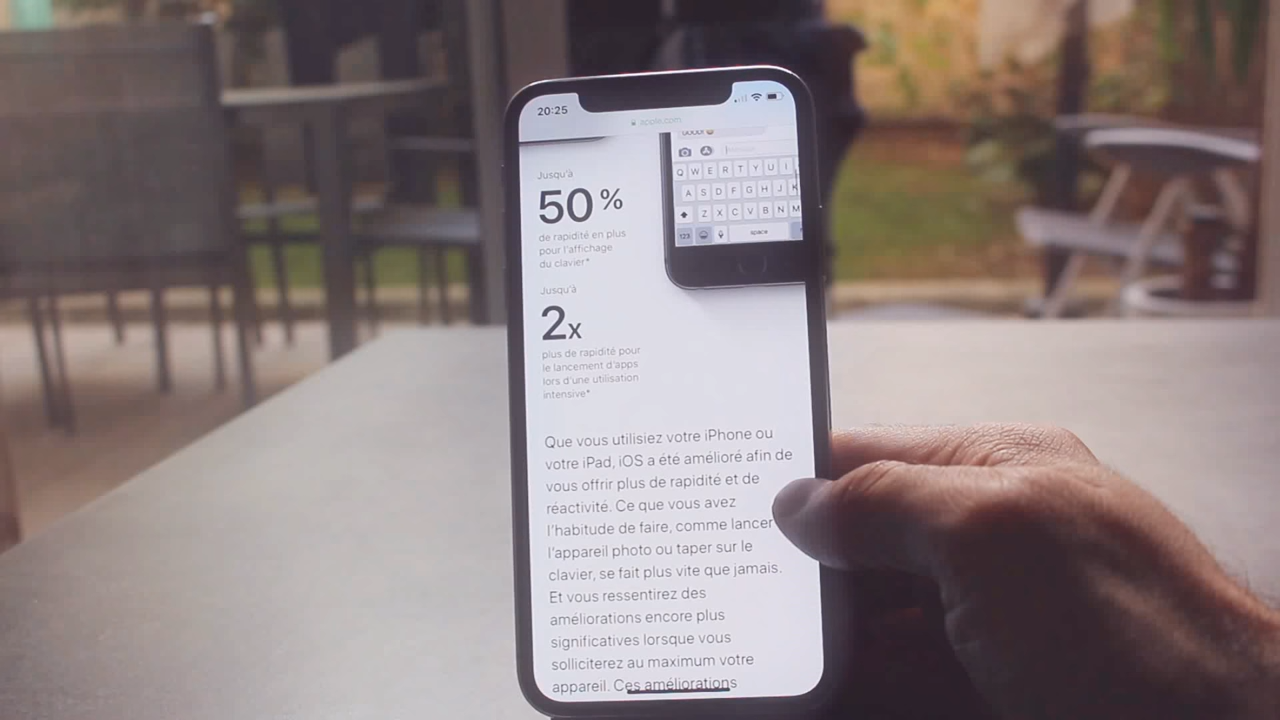 20:25
apple.com
Jusqu'à
50 %
de rapidité en plus
pour l'affichage
du clavier*
Jusqu'à
2x
plus de rapidité pour
le lancement d'apps
lors d'une utilisation
intensive*
Q W E R T Y U I
A S D F G H J K
Z X C V B N M
123 space
Que vous utilisiez votre iPhone ou
votre iPad, iOS a été amélioré afin de
vous offrir plus de rapidité et de
réactivité. Ce que vous avez
l'habitude de faire, comme lancer
l'appareil photo ou taper sur le
clavier, se fait plus vite que jamais.
Et vous ressentirez des
améliorations encore plus
significatives lorsque vous
solliciterez au maximum votre
appareil. Ces améliorations